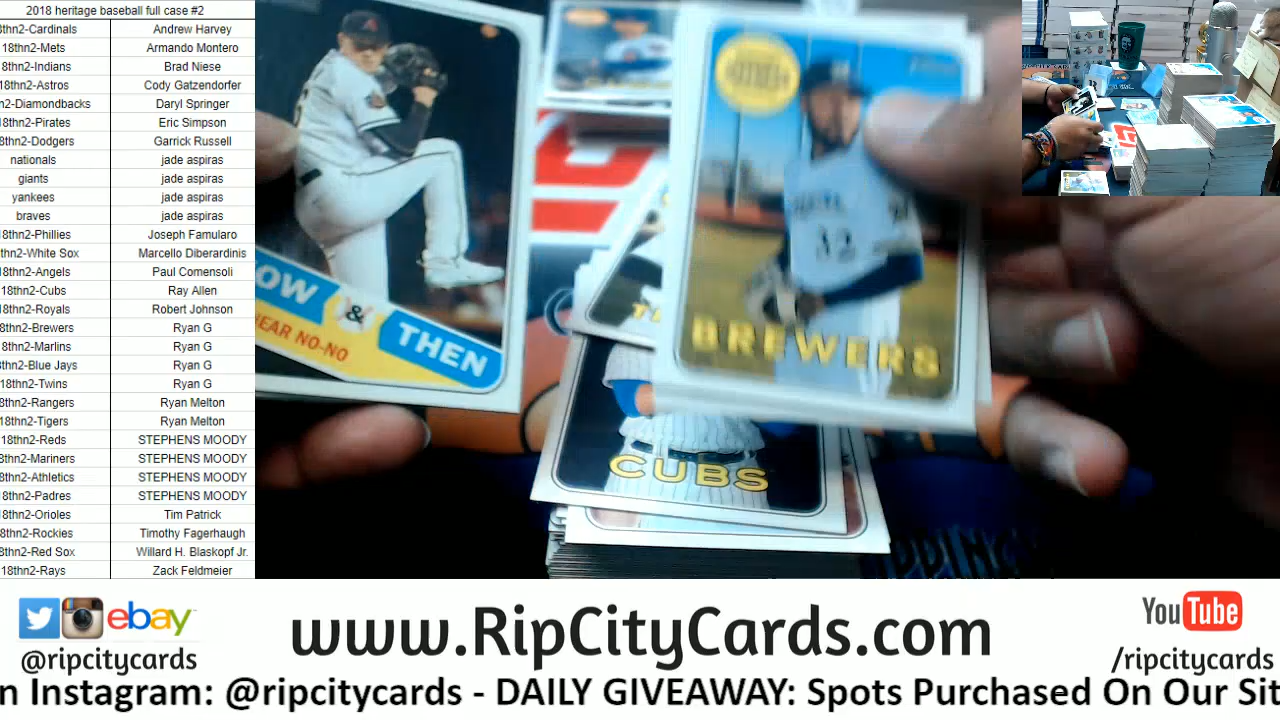 2018 heritage baseball full case #2
8thn2-Cardinals Andrew Harvey
18thn2-Mets Armando Montero
8thn2-Indians Brad Niese
8thn2-Astros Cody Gatzendorfer
n2-Diamondbacks Daryl Springer
8thn2-Pirates Eric Simpson
8thn2-Dodgers Garrick Russell
nationals jade aspiras
giants jade aspiras
yankees jade aspiras
braves jade aspiras
18thn2-Phillies Joseph Famularo
thn2-White Sox Marcello Diberardinis
18thn2-Angels Paul Comensoli
18thn2-Cubs Ray Allen
18thn2-Royals Robert Johnson
8thn2-Brewers Ryan G
18thn2-Marlins Ryan G
thn2-Blue Jays Ryan G
18thn2-Twins Ryan G
8thn2-Rangers Ryan Melton
18thn2-Tigers Ryan Melton
18thn2-Reds STEPHENS MOODY
8thn2-Mariners STEPHENS MOODY
8thn2-Athletics STEPHENS MOODY
8thn2-Padres STEPHENS MOODY
18thn2-Orioles Tim Patrick
thn2-Rockies Timothy Fagerhaugh
8thn2-Red Sox Willard H. Blaskopf Jr.
18thn2-Rays Zack Feldmeier
OW & THEN
EAR NO-NO
BREWERS
CUBS
ebay
@ripcitycards
www.RipCityCards.com
YouTube
/ripcitycards
n Instagram: @ripcitycards - DAILY GIVEAWAY: Spots Purchased On Our Sit